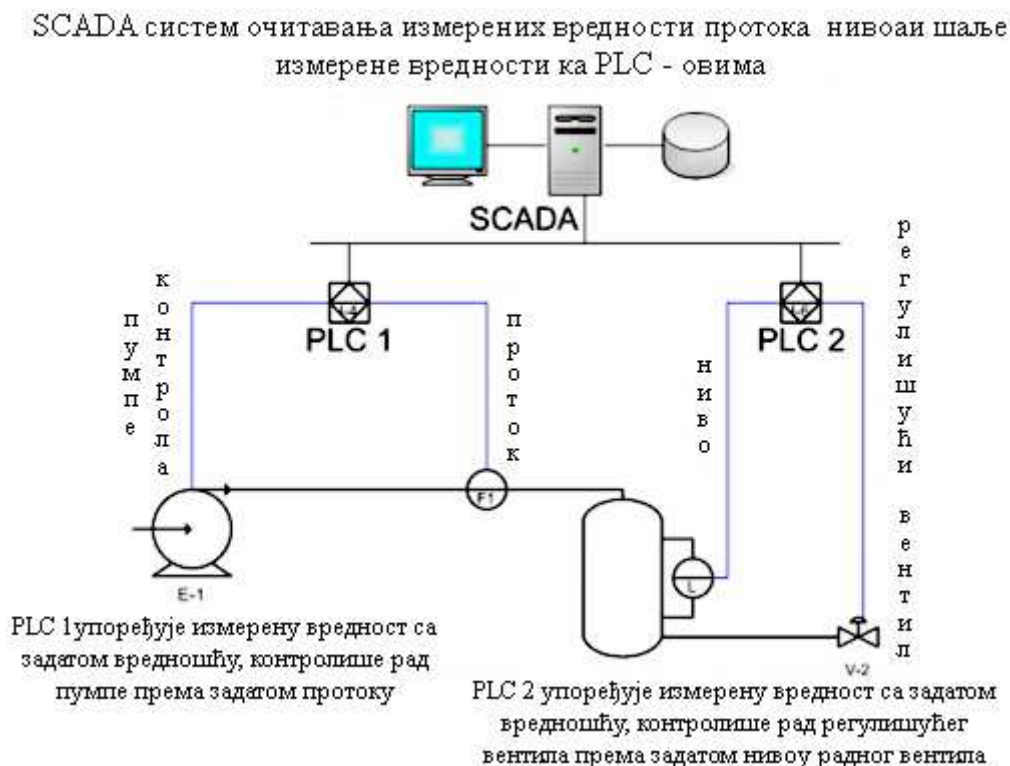 SCADA систем очитавања измерених вредности протока нивоаи шаље
измерене вредности ка PLC - овима
SCADA
PLC 1
PLC 2
контрола
пумпе
проток
ниво
регулишући вентил
F1
L
E-1
V-2
PLC 1упоређује измерену вредност са
задатом вредношћу, контролише рад
пумпе према задатом протоку
PLC 2 упоређује измерену вредност са задатом
вредношћу, контролише рад регулишућег
вентила према задатом нивоу радног вентила